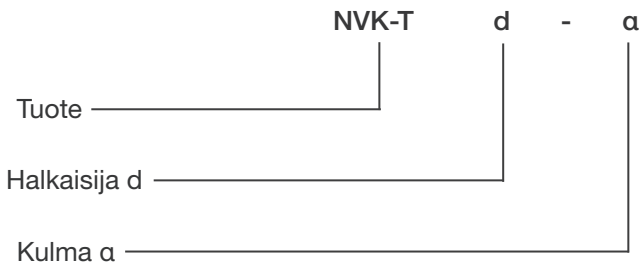 NVK-T d - α
Tuote
Halkaisija d
Kulma α